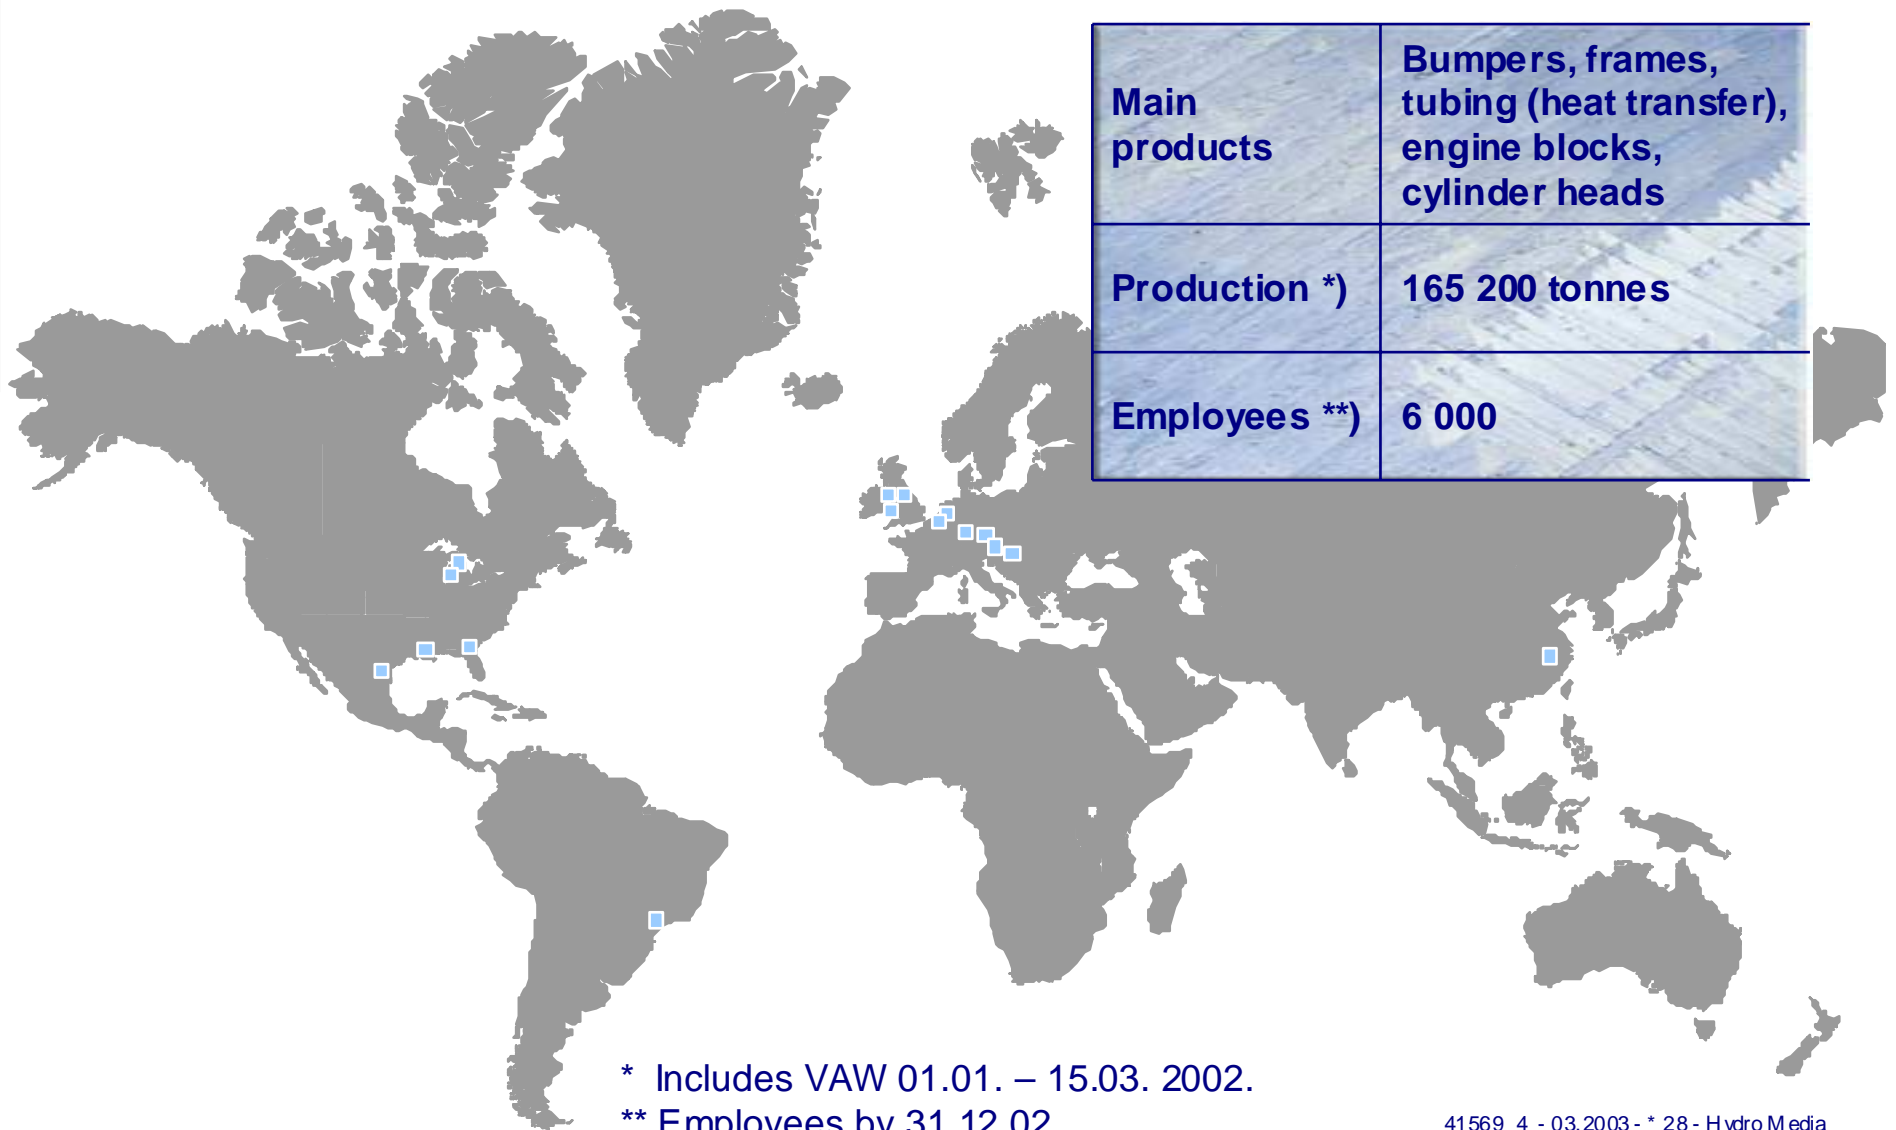 Main
products
Bumpers, frames,
tubing (heat transfer),
engine blocks,
cylinder heads
Production *)
165 200 tonnes
Employees **)
6 000
* Includes VAW 01.01. – 15.03. 2002.
** Employees by 31.12.02
41569_4 - 03.2003 - * 28 - Hydro Media